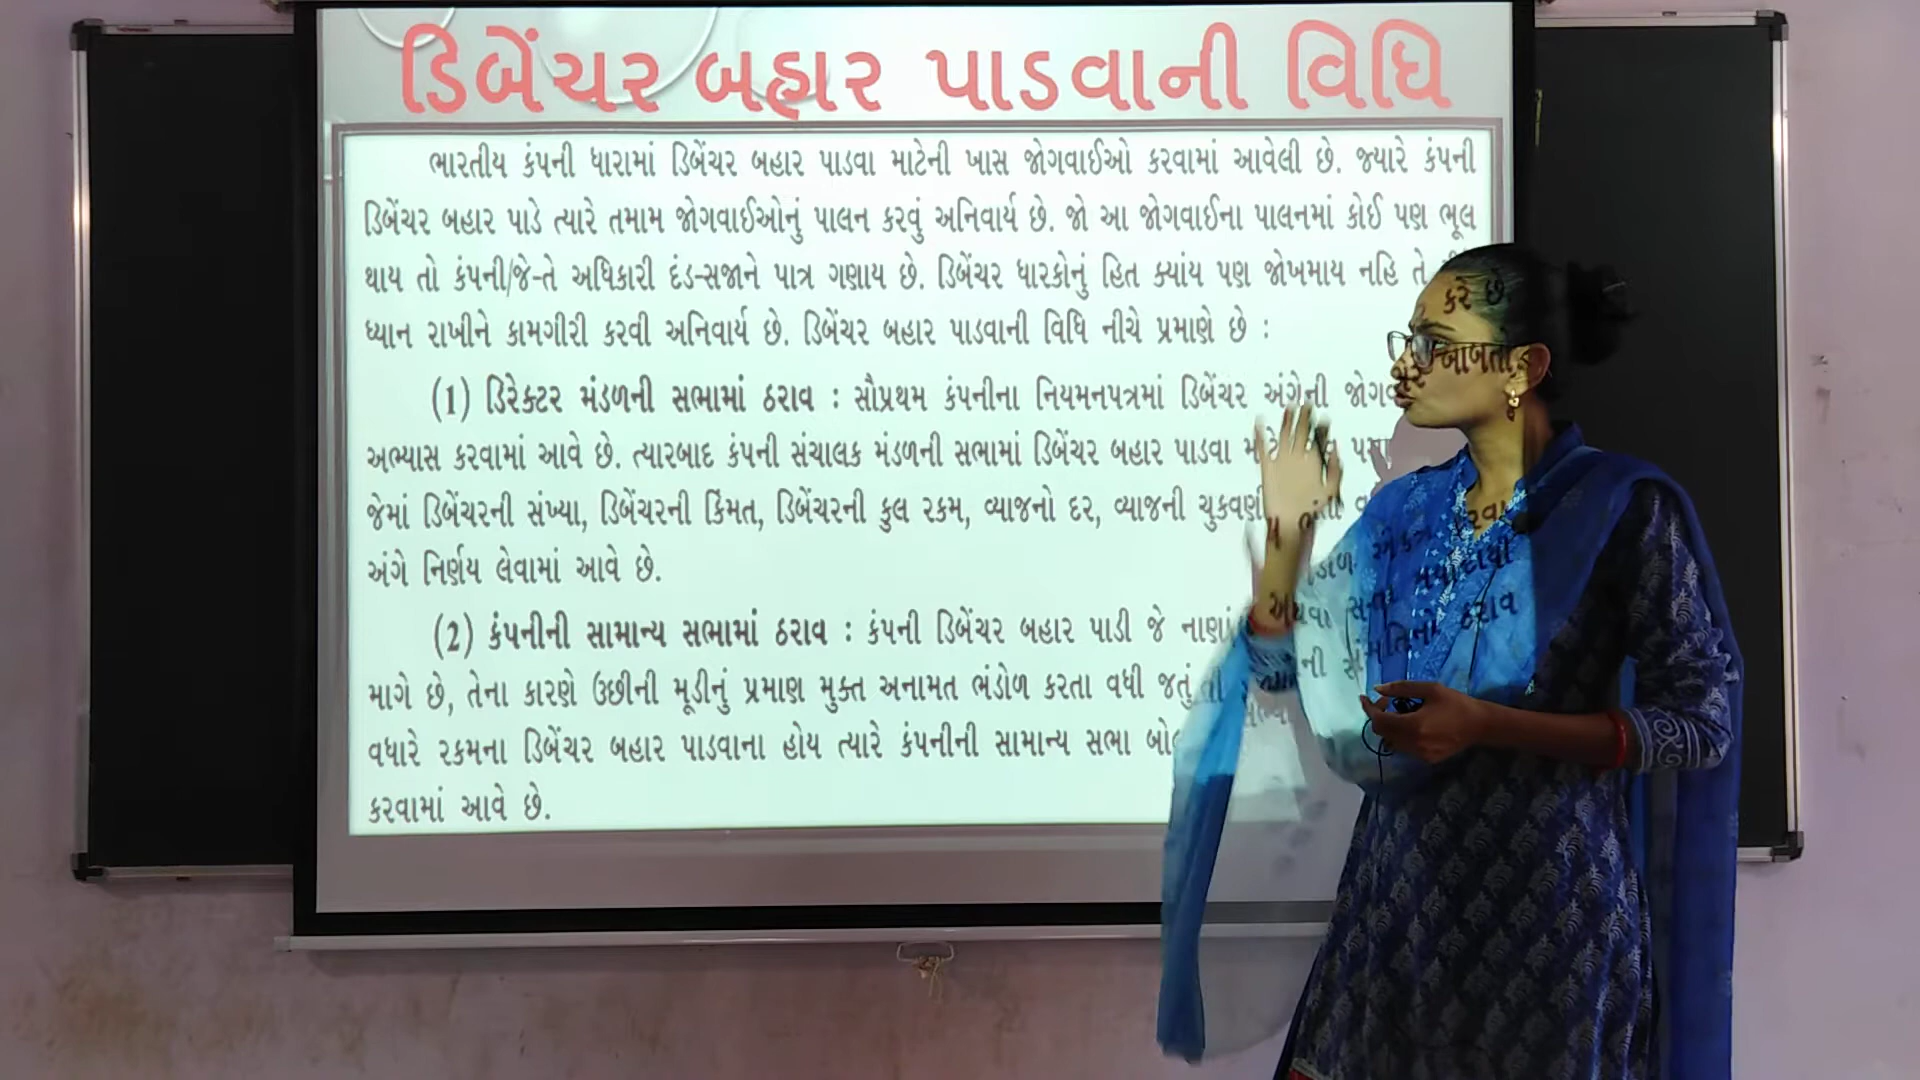 ડિબેંચર બહાર પાડવાની વિધિ
ભારતીય કંપની ધારામાં ડિબેંચર બહાર પાડવા માટેની ખાસ જોગવાઈઓ કરવામાં આવેલી છે. જ્યારે કંપની
ડિબેંચર બહાર પાડે ત્યારે તમામ જોગવાઈઓનું પાલન કરવું અનિવાર્ય છે. જો આ જોગવાઈના પાલનમાં કોઈ પણ ભૂલ
થાય તો કંપની/જે-તે અધિકારી દંડ-સજાને પાત્ર ગણાય છે. ડિબેંચર ધારકોનું હિત ક્યાંય પણ જોખમાય નહિ તે
ધ્યાન રાખીને કામગીરી કરવી અનિવાર્ય છે. ડિબેંચર બહાર પાડવાની વિધિ નીચે પ્રમાણે છે : કરે છે
(1) ડિરેક્ટર મંડળની સભામાં ઠરાવ : સૌપ્રથમ કંપનીના નિયમનપત્રમાં ડિબેંચર અંગેની
અભ્યાસ કરવામાં આવે છે. ત્યારબાદ કંપની સંચાલક મંડળની સભામાં ડિબેંચર બહાર પાડવા
જેમાં ડિબેંચરની સંખ્યા, ડિબેંચરની કિંમત, ડિબેંચરની કુલ રકમ, વ્યાજનો દર, વ્યાજની ચુકવણી
અંગે નિર્ણય લેવામાં આવે છે.
(2) કંપનીની સામાન્ય સભામાં ઠરાવ : કંપની ડિબેંચર બહાર પાડી જે નાણાં
માગે છે, તેના કારણે ઉછીની મૂડીનું પ્રમાણ મુક્ત અનામત ભંડોળ કરતા વધી જતું અથવા
વધારે રકમના ડિબેંચર બહાર પાડવાના હોય ત્યારે કંપનીની સામાન્ય સભા ઠરાવ
કરવામાં આવે છે.